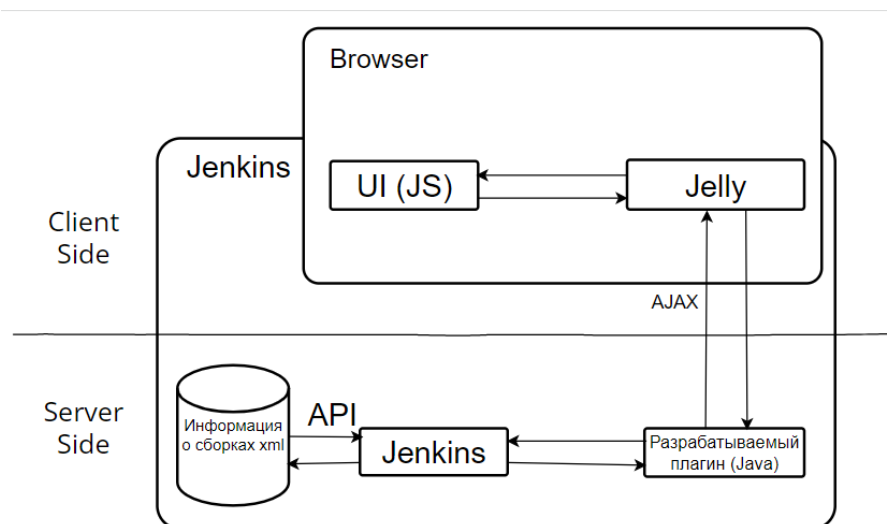 Browser
Jenkins
UI (JS)
Jelly
Client
Side
AJAX
Server
Side
Информация
о сборках xml
API
Jenkins
Разрабатываемый
плагин (Java)